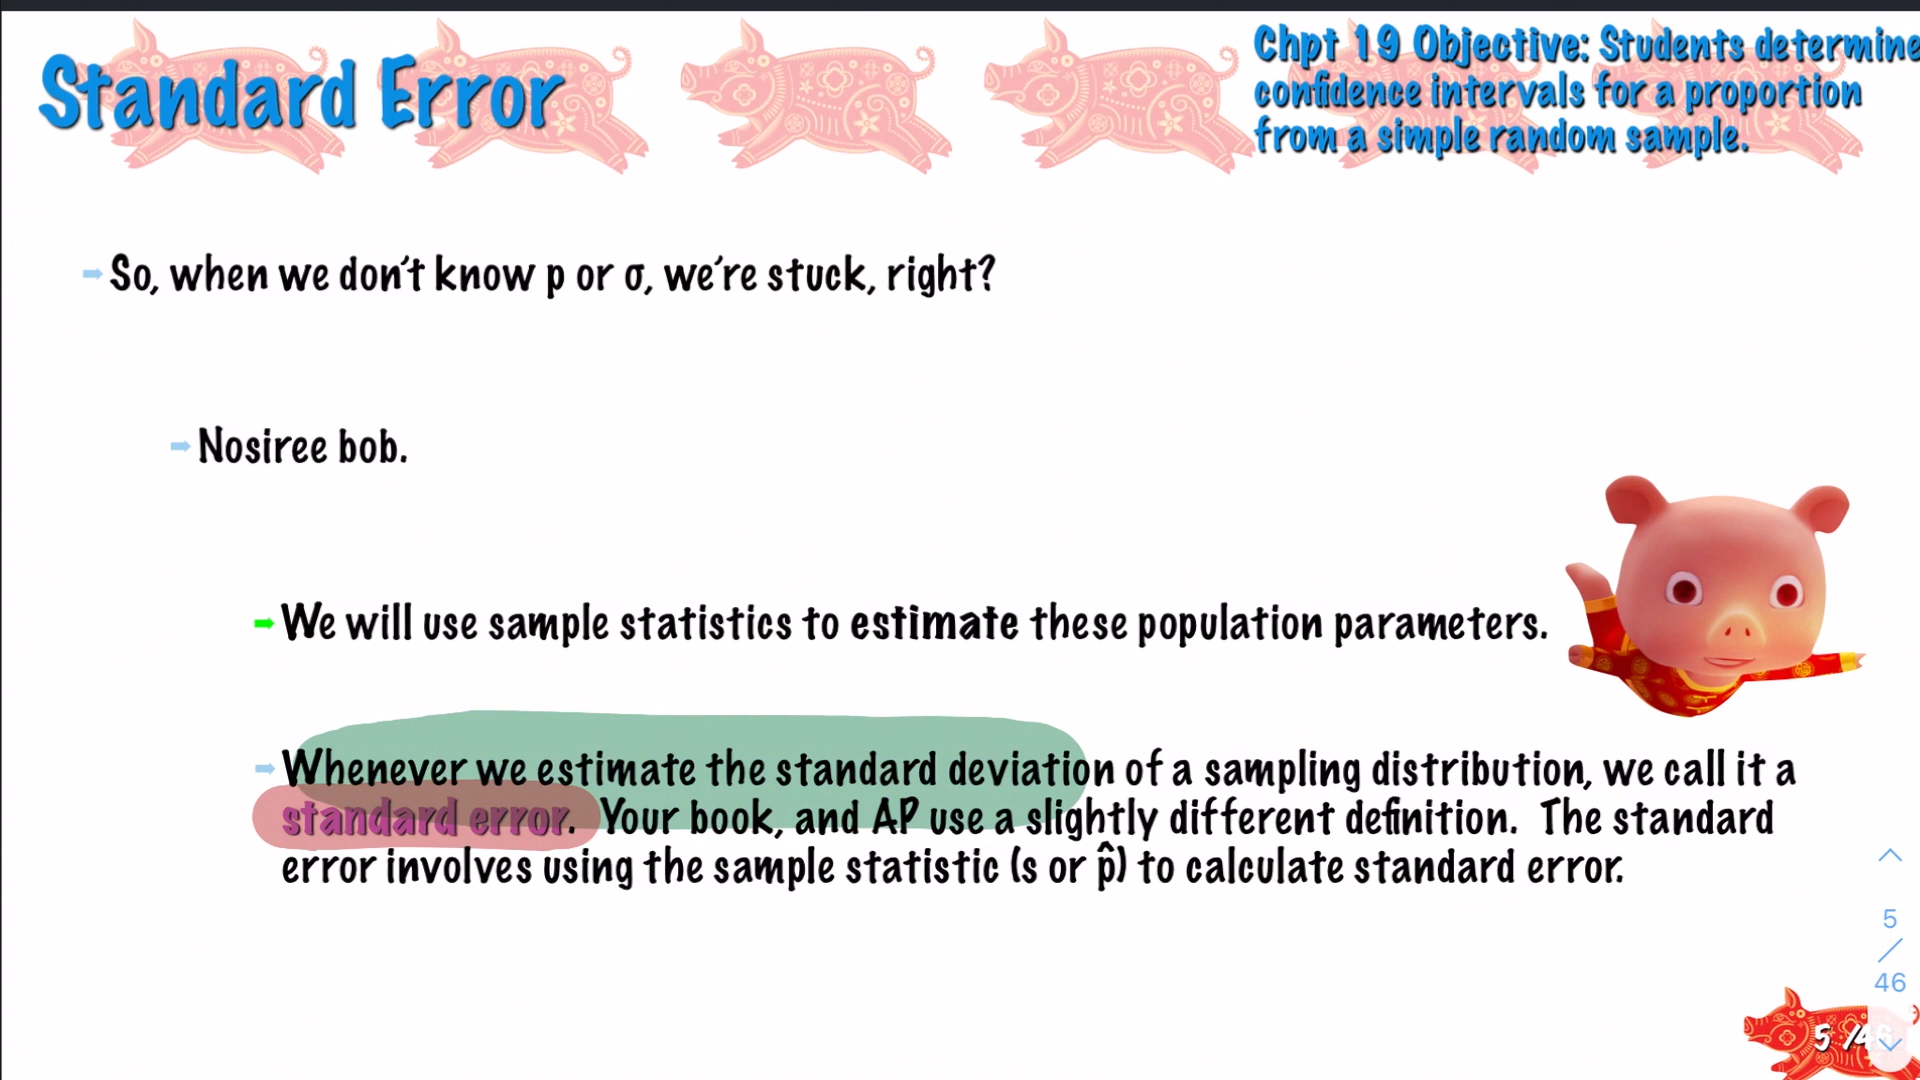 Standard Error
Chpt 19 Objective: Students determine
confidence intervals for a proportion
from a simple random sample.
So, when we don't know p or σ, we're stuck, right?
Nosiree bob.
We will use sample statistics to estimate these population parameters.
Whenever we estimate the standard deviation of a sampling distribution, we call it a
standard error. Your book, and AP use a slightly different definition. The standard
error involves using the sample statistic (s or p̂) to calculate standard error.
5
/
46
5 /46